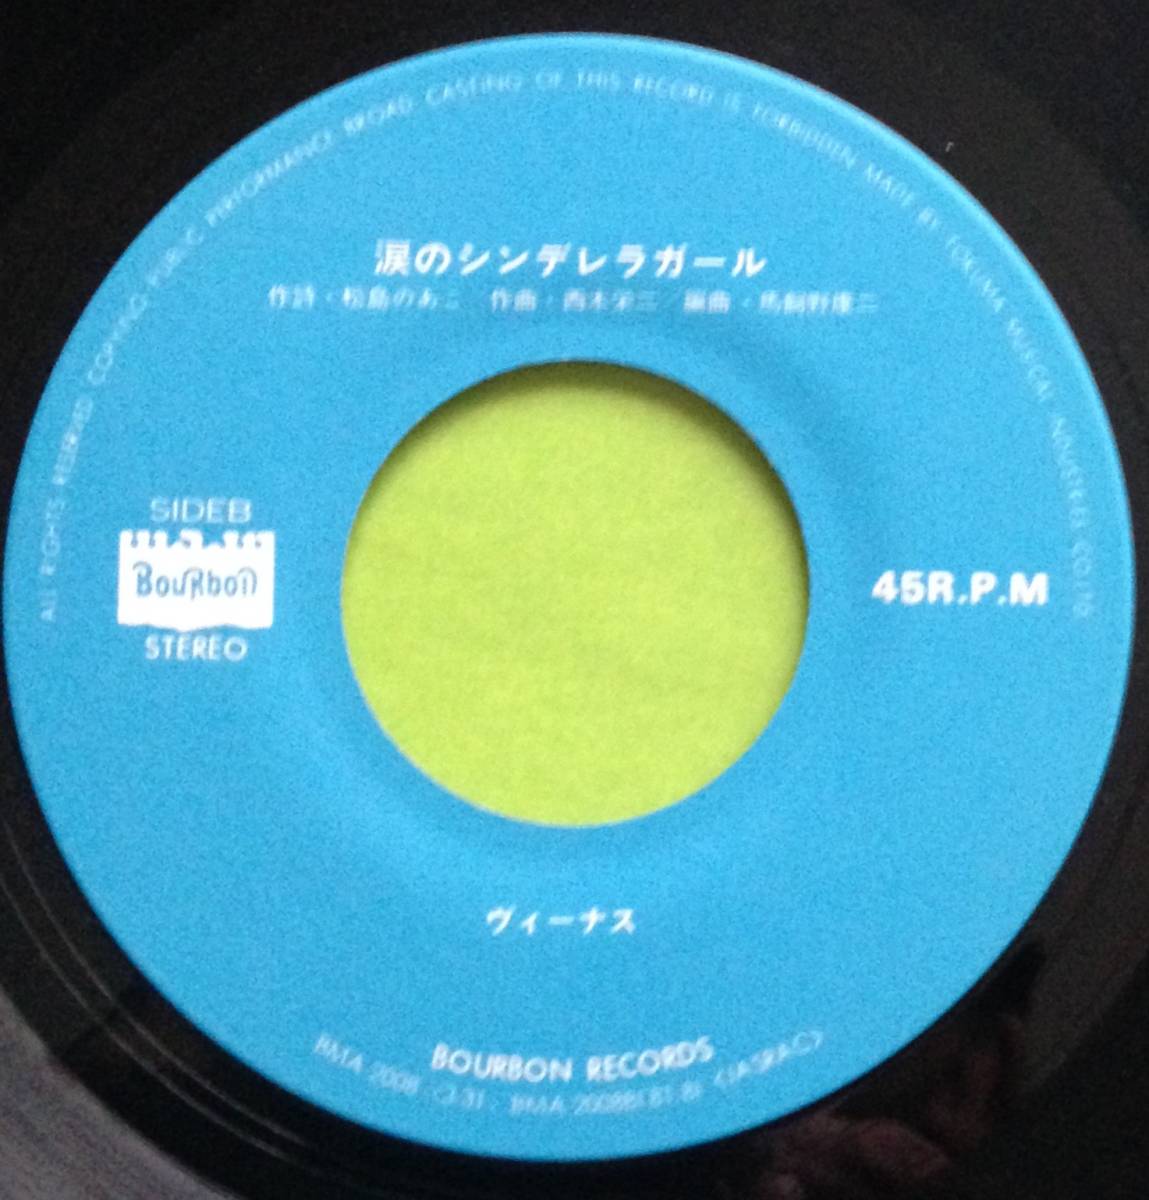 ALL RIGHTS RESERVED COPYING PUBLIC PERFORMANCE BROAD CASTING OF THIS RECORD IS FORBIDDEN MADE BY TOKUMA MUSICAL INDUSTRIES CO.LTD
涙のシンデレラガール
作詩・松島のあこ 作曲・西木栄二/編曲・馬飼野康二
SIDEB
BouRbon
STEREO
45R.P.M
ヴィーナス
BOURBON RECORDS
BMA 2008 (JASRAC)